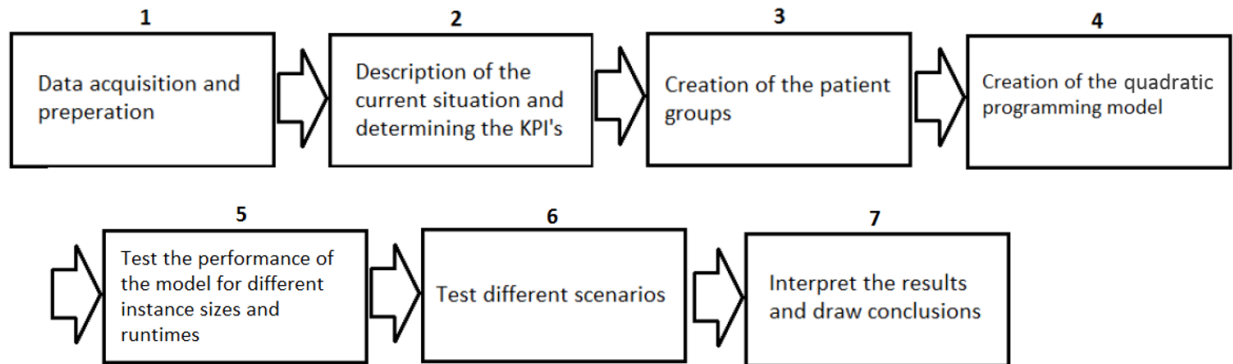 1
Data acquisition and
preperation
2
Description of the
current situation and
determining the KPI's
3
Creation of the patient
groups
4
Creation of the quadratic
programming model
5
Test the performance of
the model for different
instance sizes and
runtimes
6
Test different scenarios
7
Interpret the results
and draw conclusions